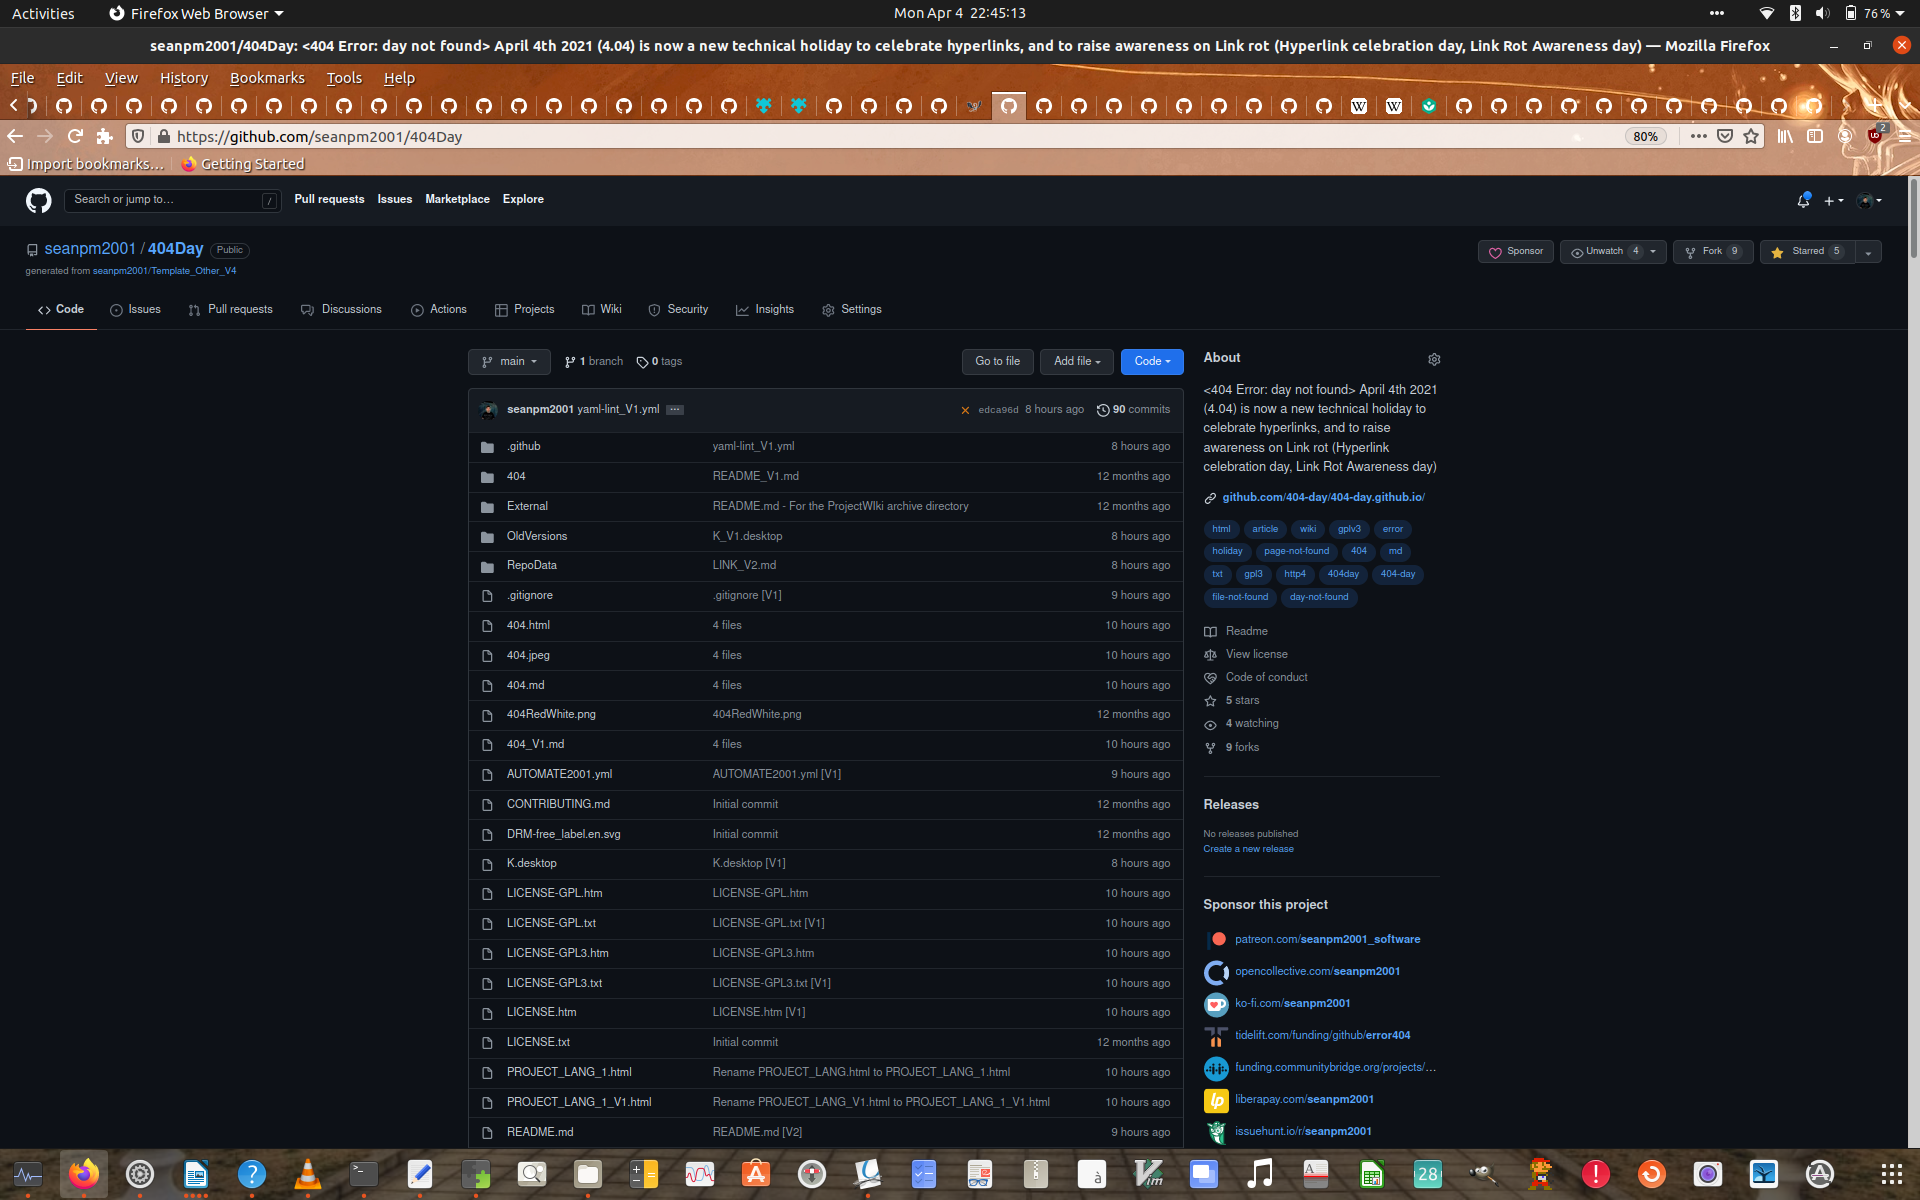 Activities
Firefox Web Browser
Mon Apr 4 22:45:13
76 %
seanpm2001/404Day: <404 Error: day not found> April 4th 2021 (4.04) is now a new technical holiday to celebrate hyperlinks, and to raise awareness on Link rot (Hyperlink celebration day, Link Rot Awareness day) — Mozilla Firefox
File Edit View History Bookmarks Tools Help
https://github.com/seanpm2001/404Day
80%
2
Import bookmarks...
Getting Started
Search or jump to...
/
Pull requests Issues Marketplace Explore
seanpm2001 / 404Day Public
generated from seanpm2001/Template_Other_V4
Sponsor
Unwatch 4
Fork 9
Starred 5
Code Issues Pull requests Discussions Actions Projects Wiki Security Insights Settings
main 1 branch 0 tags
Go to file Add file Code
seanpm2001 yaml-lint_V1.yml ... edca96d 8 hours ago 90 commits
.github yaml-lint_V1.yml 8 hours ago
404 README_V1.md 12 months ago
External README.md - For the ProjectWIki archive directory 12 months ago
OldVersions K_V1.desktop 8 hours ago
RepoData LINK_V2.md 8 hours ago
.gitignore .gitignore [V1] 9 hours ago
404.html 4 files 10 hours ago
404.jpeg 4 files 10 hours ago
404.md 4 files 10 hours ago
404RedWhite.png 404RedWhite.png 12 months ago
404_V1.md 4 files 10 hours ago
AUTOMATE2001.yml AUTOMATE2001.yml [V1] 9 hours ago
CONTRIBUTING.md Initial commit 12 months ago
DRM-free_label.en.svg Initial commit 12 months ago
K.desktop K.desktop [V1] 8 hours ago
LICENSE-GPL.htm LICENSE-GPL.htm 10 hours ago
LICENSE-GPL.txt LICENSE-GPL.txt [V1] 10 hours ago
LICENSE-GPL3.htm LICENSE-GPL3.htm 10 hours ago
LICENSE-GPL3.txt LICENSE-GPL3.txt [V1] 10 hours ago
LICENSE.htm LICENSE.htm [V1] 10 hours ago
LICENSE.txt Initial commit 12 months ago
PROJECT_LANG_1.html Rename PROJECT_LANG.html to PROJECT_LANG_1.html 10 hours ago
PROJECT_LANG_1_V1.html Rename PROJECT_LANG_V1.html to PROJECT_LANG_1_V1.html 10 hours ago
README.md README.md [V2] 9 hours ago
About
<404 Error: day not found> April 4th 2021
(4.04) is now a new technical holiday to
celebrate hyperlinks, and to raise
awareness on Link rot (Hyperlink
celebration day, Link Rot Awareness day)
github.com/404-day/404-day.github.io/
html article wiki gplv3 error
holiday page-not-found 404 md
txt gpl3 http4 404day 404-day
file-not-found day-not-found
Readme
View license
Code of conduct
5 stars
4 watching
9 forks
Releases
No releases published
Create a new release
Sponsor this project
patreon.com/seanpm2001_software
opencollective.com/seanpm2001
ko-fi.com/seanpm2001
tidelift.com/funding/github/error404
funding.communitybridge.org/projects/...
liberapay.com/seanpm2001
issuehunt.io/r/seanpm2001
28